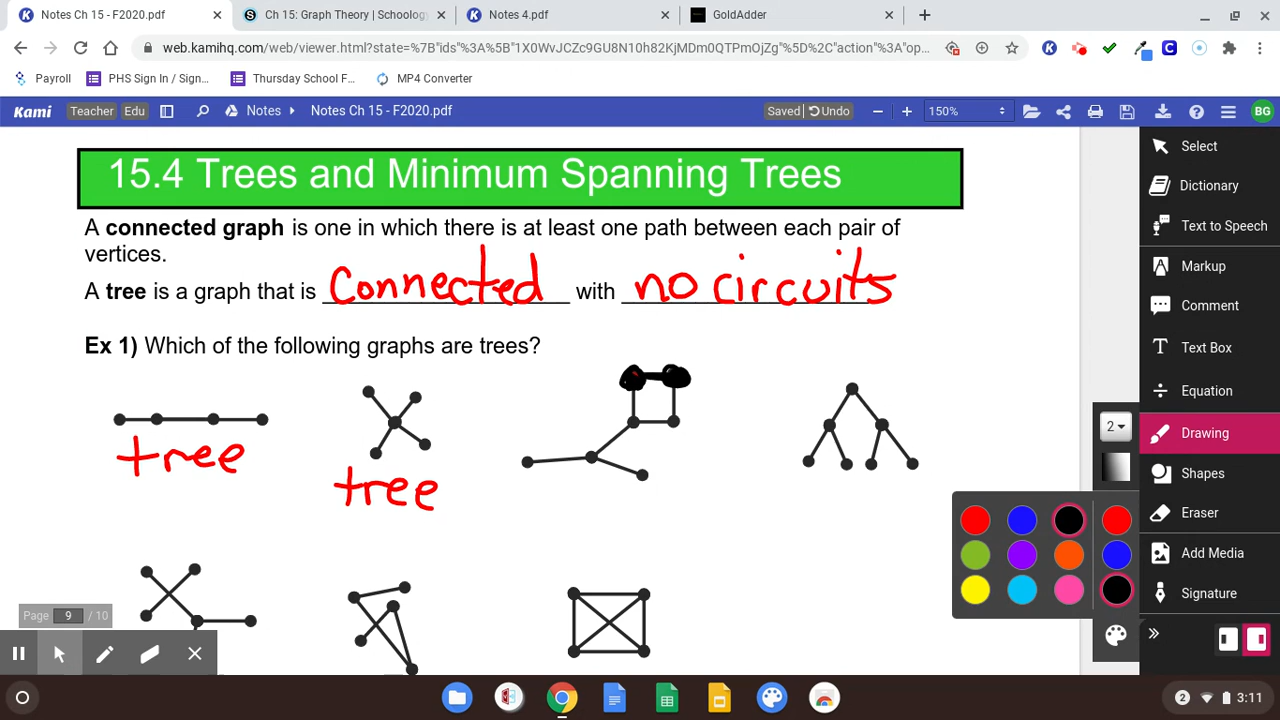 Notes Ch 15 - F2020.pdf
Ch 15: Graph Theory | Schoology
Notes 4.pdf
GoldAdder
web.kamihq.com/web/viewer.html?state=%7B"ids"%3A%5B"1X0WvJCZc9GU8N10h82KjMDm0QTPmojZg"%5D%2C"action"%3A"op...
Payroll
PHS Sign In / Sign...
Thursday School F...
MP4 Converter
Kami
Teacher
Edu
Notes
Notes Ch 15 - F2020.pdf
Saved
Undo
150%
BG
15.4 Trees and Minimum Spanning Trees
A connected graph is one in which there is at least one path between each pair of
vertices.
A tree is a graph that is connected with no circuits
Ex 1) Which of the following graphs are trees?
tree
tree
Select
Dictionary
Text to Speech
Markup
Comment
Text Box
Equation
Drawing
Shapes
Eraser
Add Media
Signature
2
Page 9 / 10
2
3:11